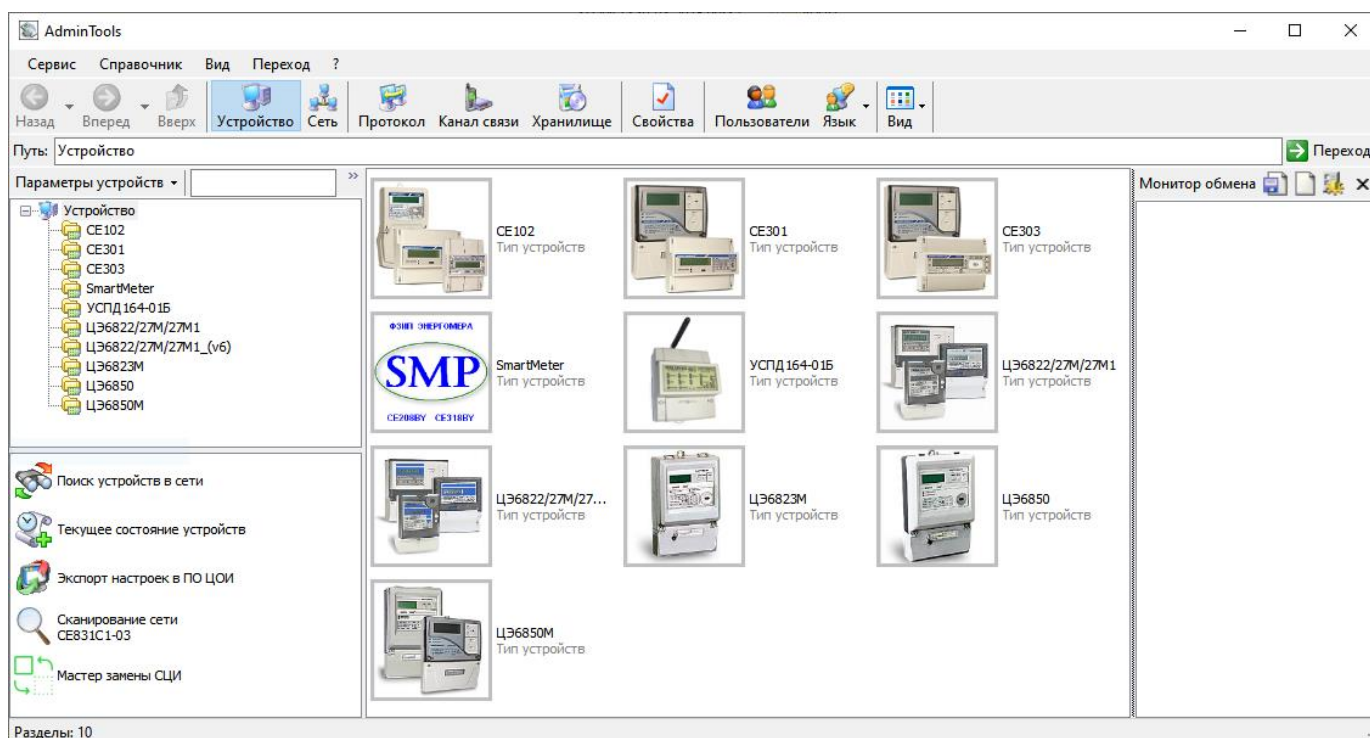 AdminTools
Сервис Справочник Вид Переход ?
Назад Вперед Вверх Устройство Сеть Протокол Канал связи Хранилище Свойства Пользователи Язык Вид
Путь: Устройство Переход
Параметры устройств
»
Монитор обмена
Устройство
CE102
CE301
CE303
SmartMeter
УСПД164-01Б
ЦЭ6822/27М/27М1
ЦЭ6822/27М/27М1_(v6)
ЦЭ6823М
ЦЭ6850
ЦЭ6850М
Поиск устройств в сети
Текущее состояние устройств
Экспорт настроек в ПО ЦОИ
Сканирование сети
CE831C1-03
Мастер замены СЦИ
CE102
Тип устройств
CE301
Тип устройств
CE303
Тип устройств
ФЗИП ЭНЕРГОМЕРА
SMP
CE208BY CE318BY
SmartMeter
Тип устройств
УСПД164-01Б
Тип устройств
ЦЭ6822/27М/27М1
Тип устройств
ЦЭ6822/27М/27...
Тип устройств
ЦЭ6823М
Тип устройств
ЦЭ6850
Тип устройств
ЦЭ6850М
Тип устройств
Разделы: 10